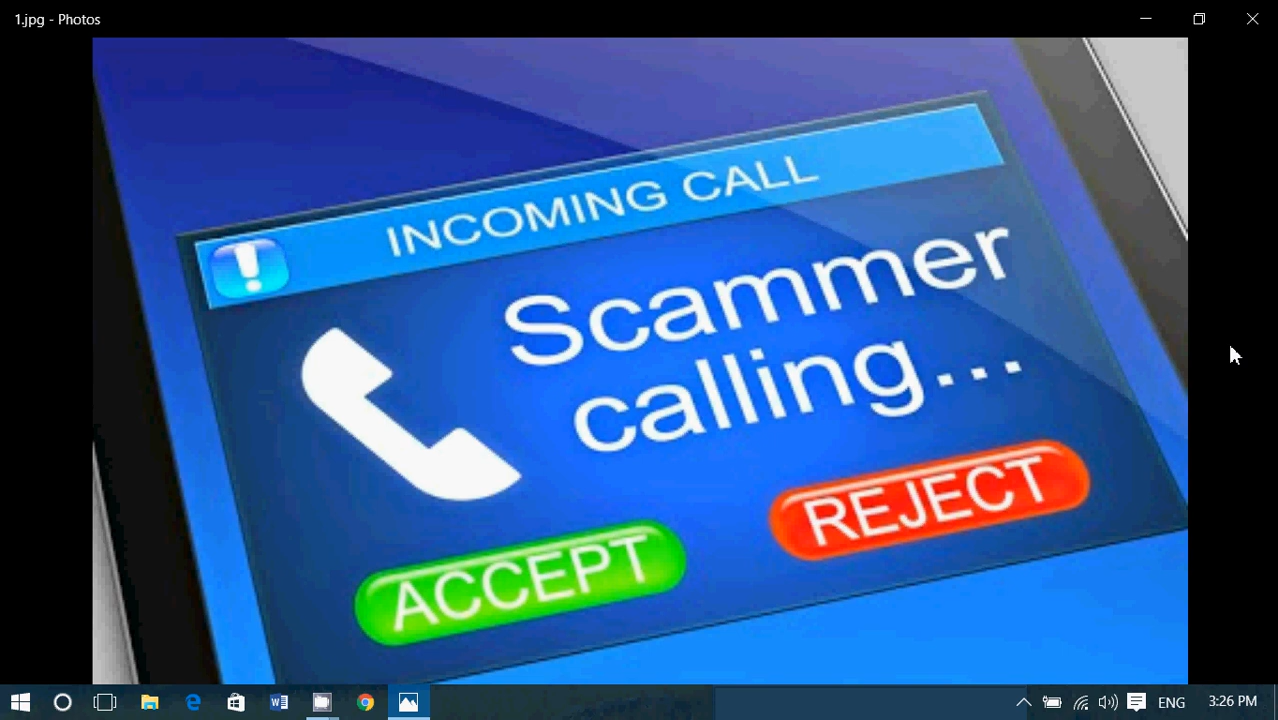 1.jpg - Photos
INCOMING CALL
Scammer
calling...
ACCEPT
REJECT
ENG
3:26 PM